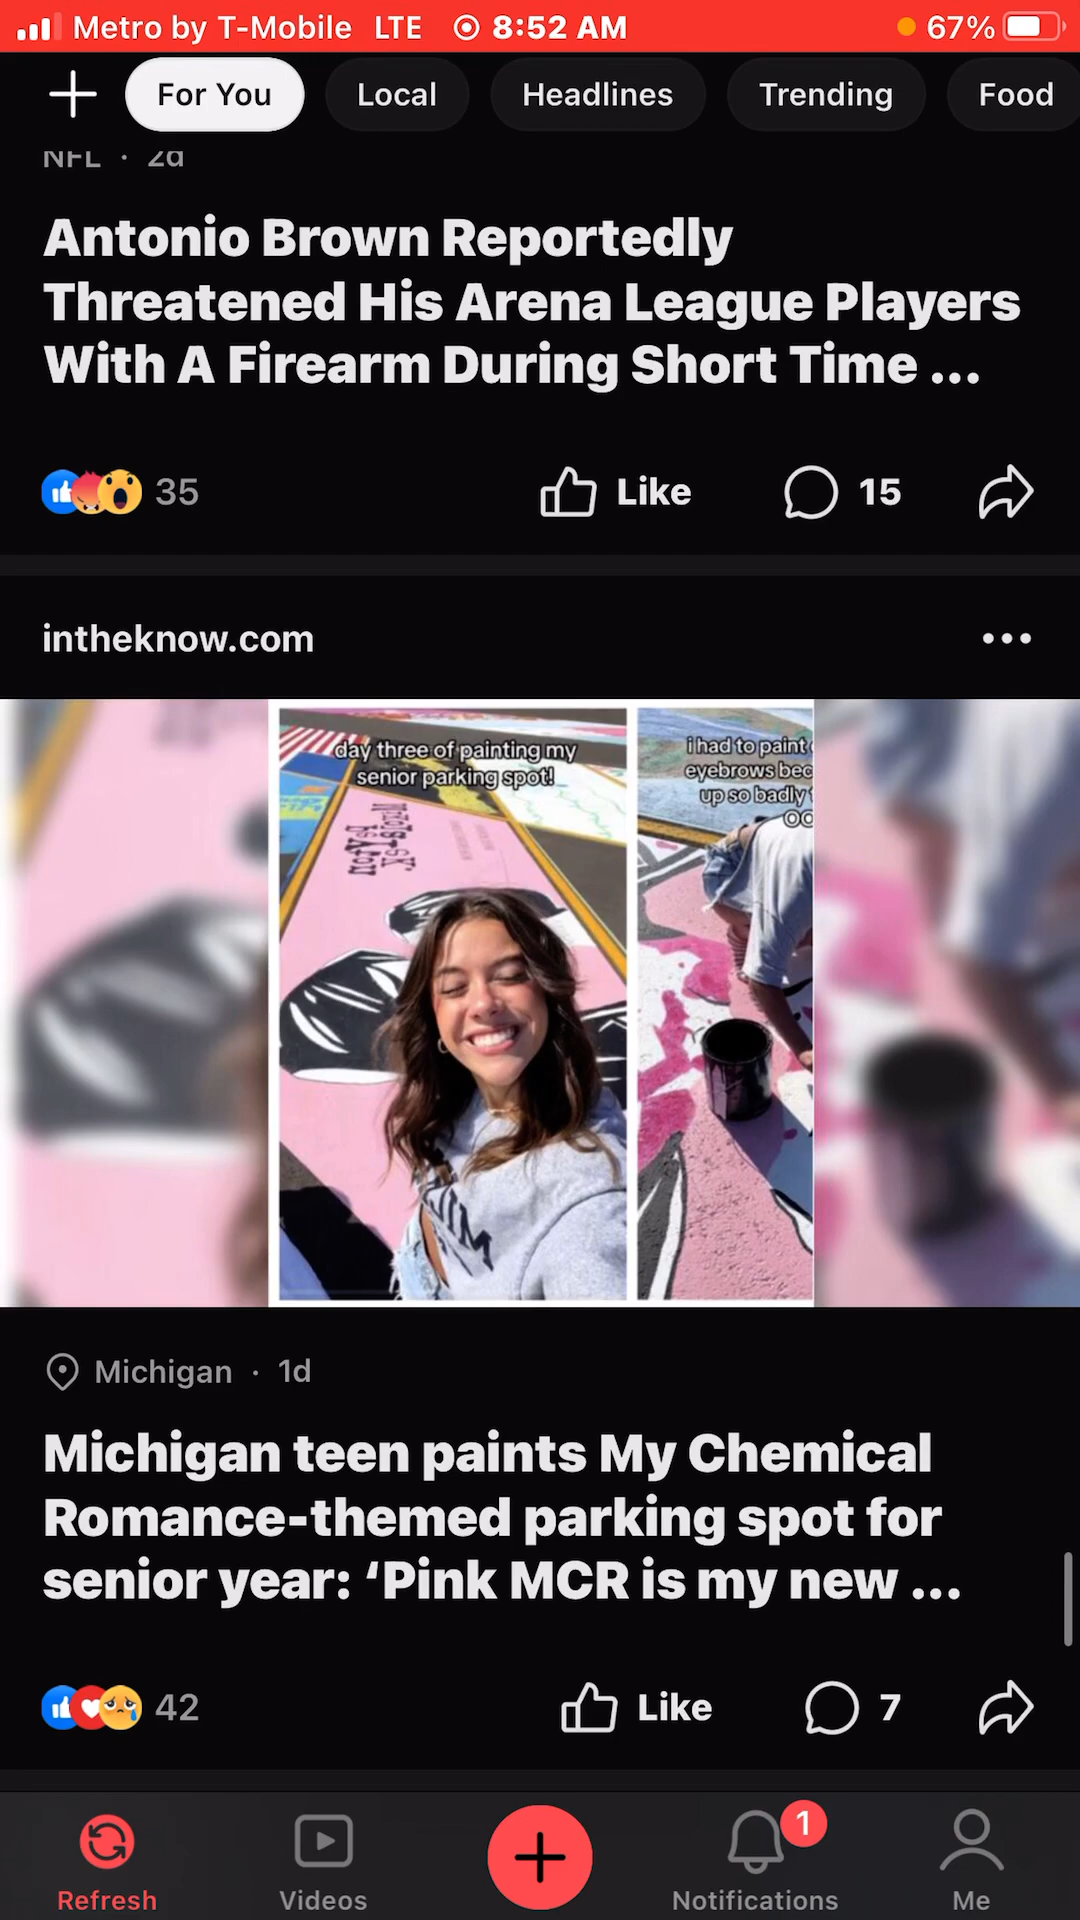 Metro by T-Mobile LTE 8:52 AM 67%
For You Local Headlines Trending Food
NFL · 2d
Antonio Brown Reportedly
Threatened His Arena League Players
With A Firearm During Short Time ...
35 Like 15
intheknow.com
day three of painting my
senior parking spot!
i had to paint
eyebrows bec
up so badly
Michigan · 1d
Michigan teen paints My Chemical
Romance-themed parking spot for
senior year: ‘Pink MCR is my new ...
42 Like 7
1
Refresh Videos Notifications Me